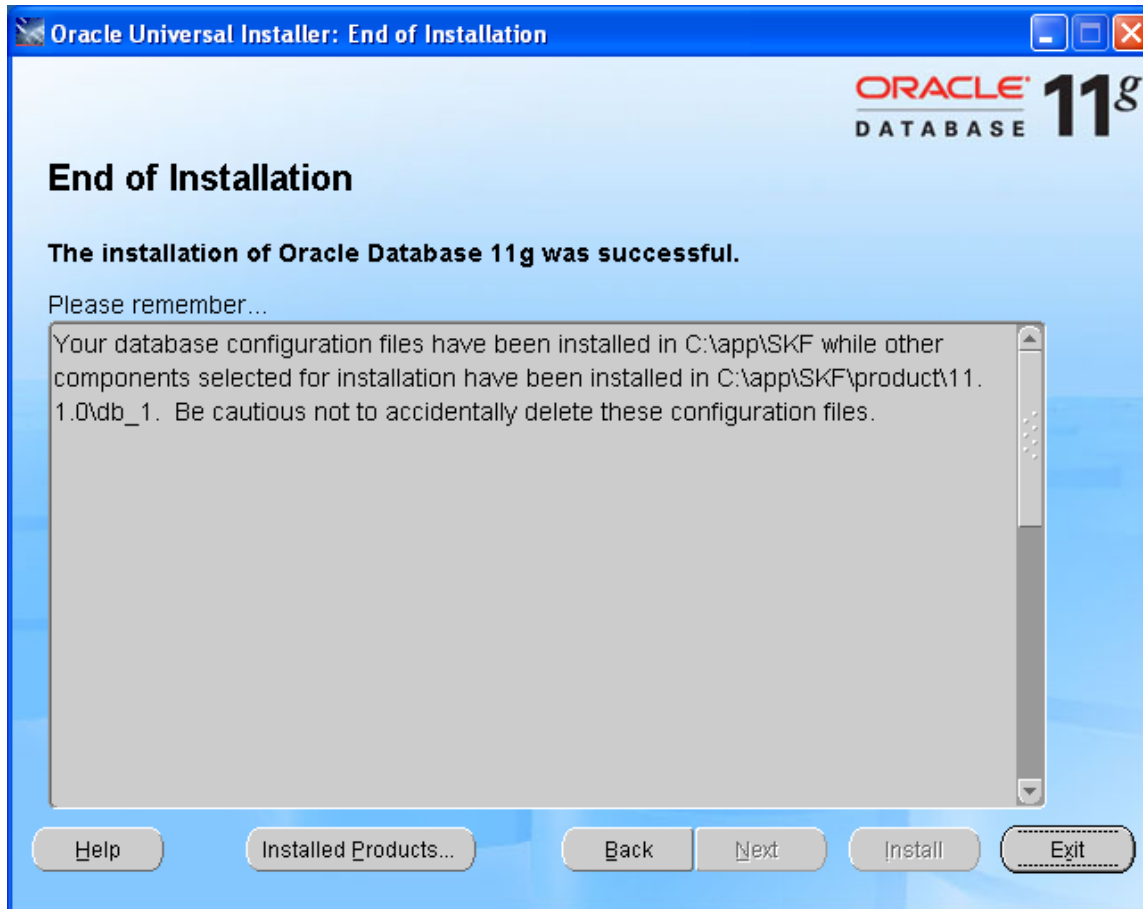 Oracle Universal Installer: End of Installation
ORACLE 11g
DATABASE
End of Installation
The installation of Oracle Database 11g was successful.
Please remember...
Your database configuration files have been installed in C:\app\SKF while other
components selected for installation have been installed in C:\app\SKF\product\11.
1.0\db_1. Be cautious not to accidentally delete these configuration files.
Help Installed Products... Back Next Install Exit